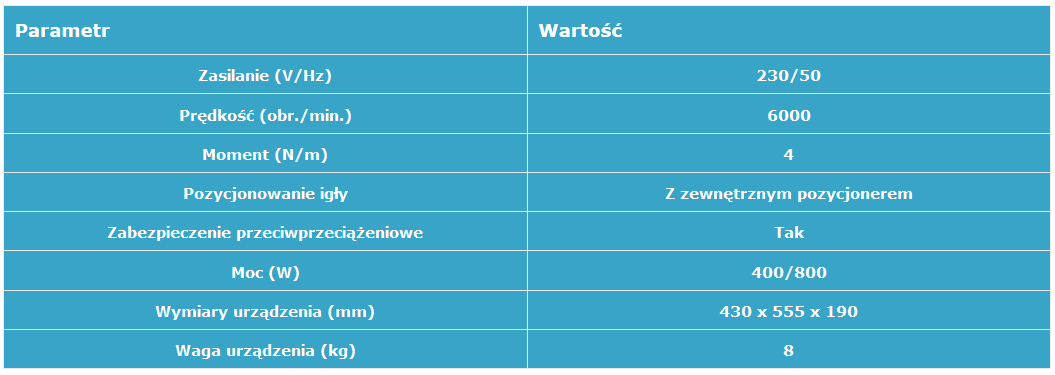 Parametr Wartość
Zasilanie (V/Hz) 230/50
Prędkość (obr./min.) 6000
Moment (N/m) 4
Pozycjonowanie igły Z zewnętrznym pozycjonerem
Zabezpieczenie przeciwprzeciążeniowe Tak
Moc (W) 400/800
Wymiary urządzenia (mm) 430 x 555 x 190
Waga urządzenia (kg) 8